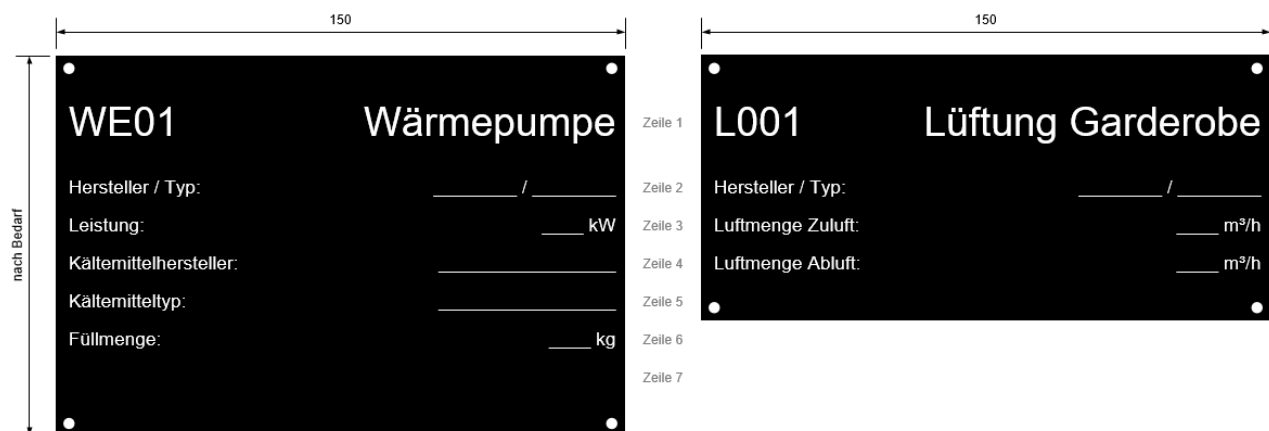 150
150
WE01 Wärmepumpe
Zeile 1
L001 Lüftung Garderobe
Hersteller / Typ: ________ / ________
Zeile 2
Hersteller / Typ: ________ / ________
Leistung: ____ kW
Zeile 3
Luftmenge Zuluft: ____ m³/h
Kältemittelhersteller: _________________
Zeile 4
Luftmenge Abluft: ____ m³/h
Kältemitteltyp: _________________
Zeile 5
Füllmenge: ____ kg
Zeile 6
Zeile 7
nach Bedarf